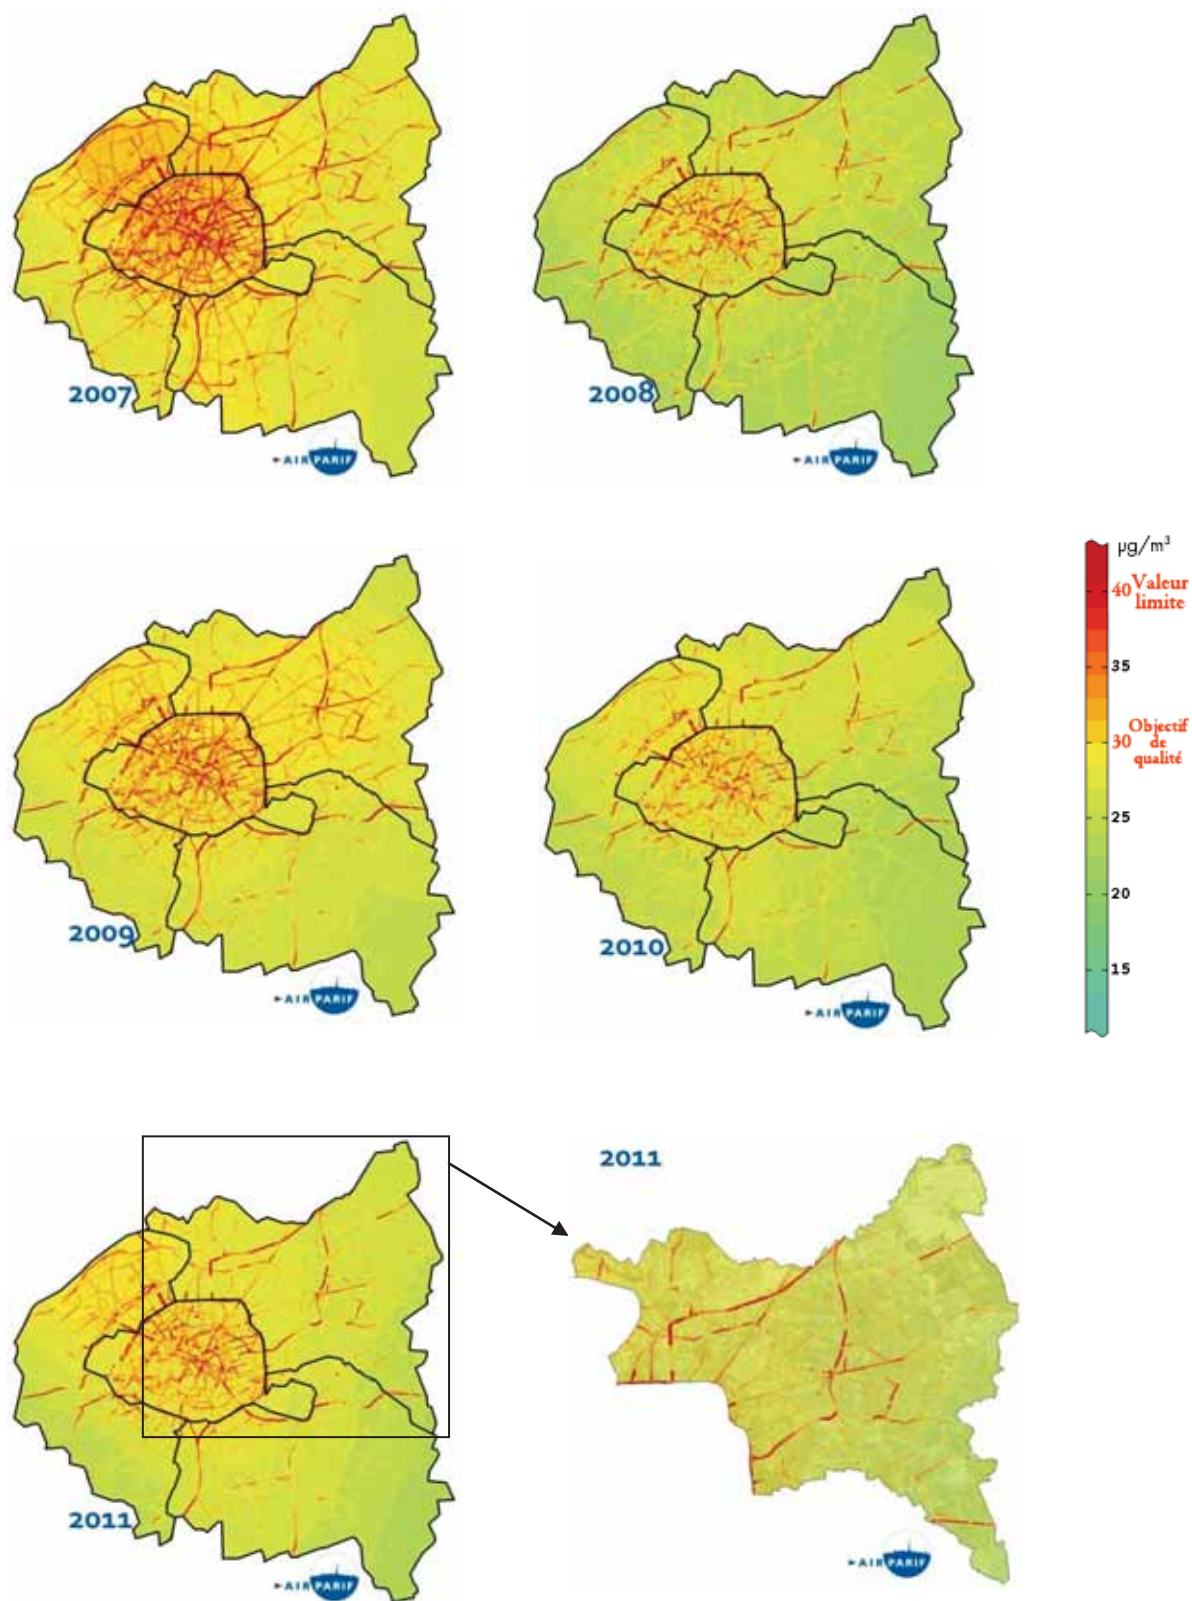 2007
AIRPARIF
2008
AIRPARIF
µg/m³
40 Valeur
limite
35
30 Objectif
de
qualité
25
20
15
2009
AIRPARIF
2010
AIRPARIF
2011
AIRPARIF
2011
AIRPARIF